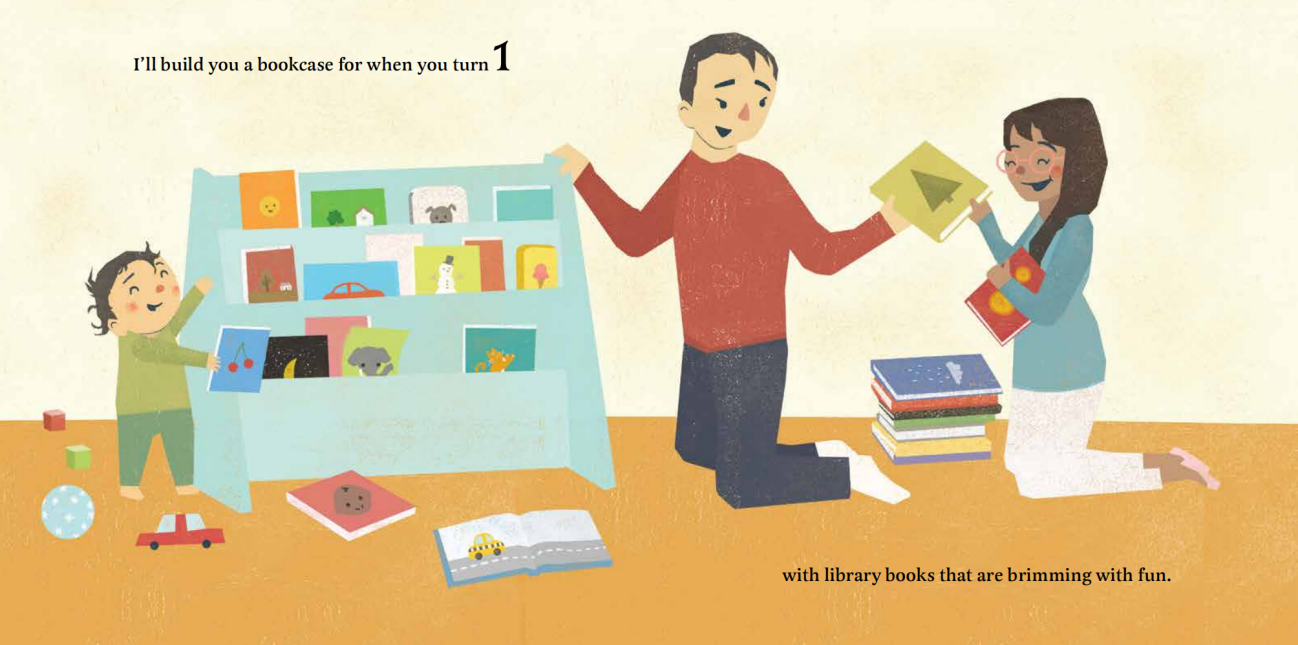 I’ll build you a bookcase for when you turn 1
with library books that are brimming with fun.